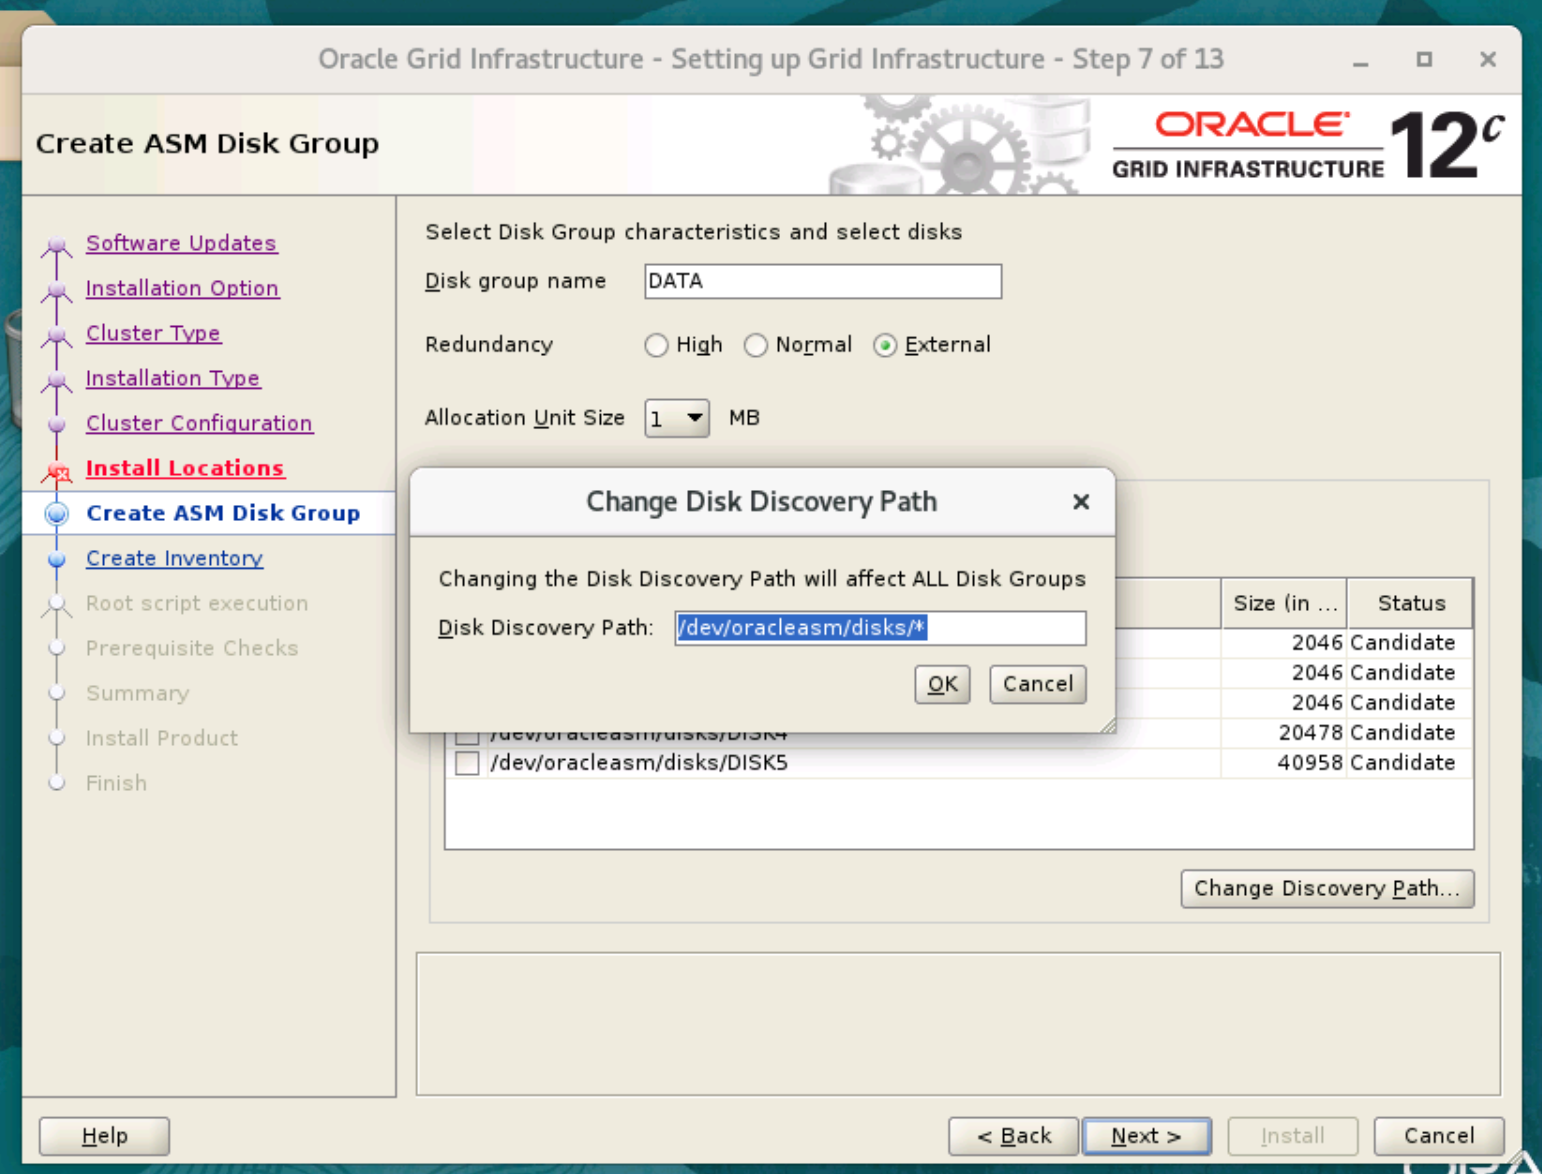 Oracle Grid Infrastructure - Setting up Grid Infrastructure - Step 7 of 13
Create ASM Disk Group
ORACLE
GRID INFRASTRUCTURE
12c
Software Updates
Installation Option
Cluster Type
Installation Type
Cluster Configuration
Install Locations
Create ASM Disk Group
Create Inventory
Root script execution
Prerequisite Checks
Summary
Install Product
Finish
Select Disk Group characteristics and select disks
Disk group name DATA
Redundancy High Normal External
Allocation Unit Size 1 MB
Change Disk Discovery Path
Changing the Disk Discovery Path will affect ALL Disk Groups
Disk Discovery Path: /dev/oracleasm/disks/*
OK Cancel
Size (in ... Status
2046 Candidate
2046 Candidate
2046 Candidate
/dev/oracleasm/disks/DISK4 20478 Candidate
/dev/oracleasm/disks/DISK5 40958 Candidate
Change Discovery Path...
Help < Back Next > Install Cancel